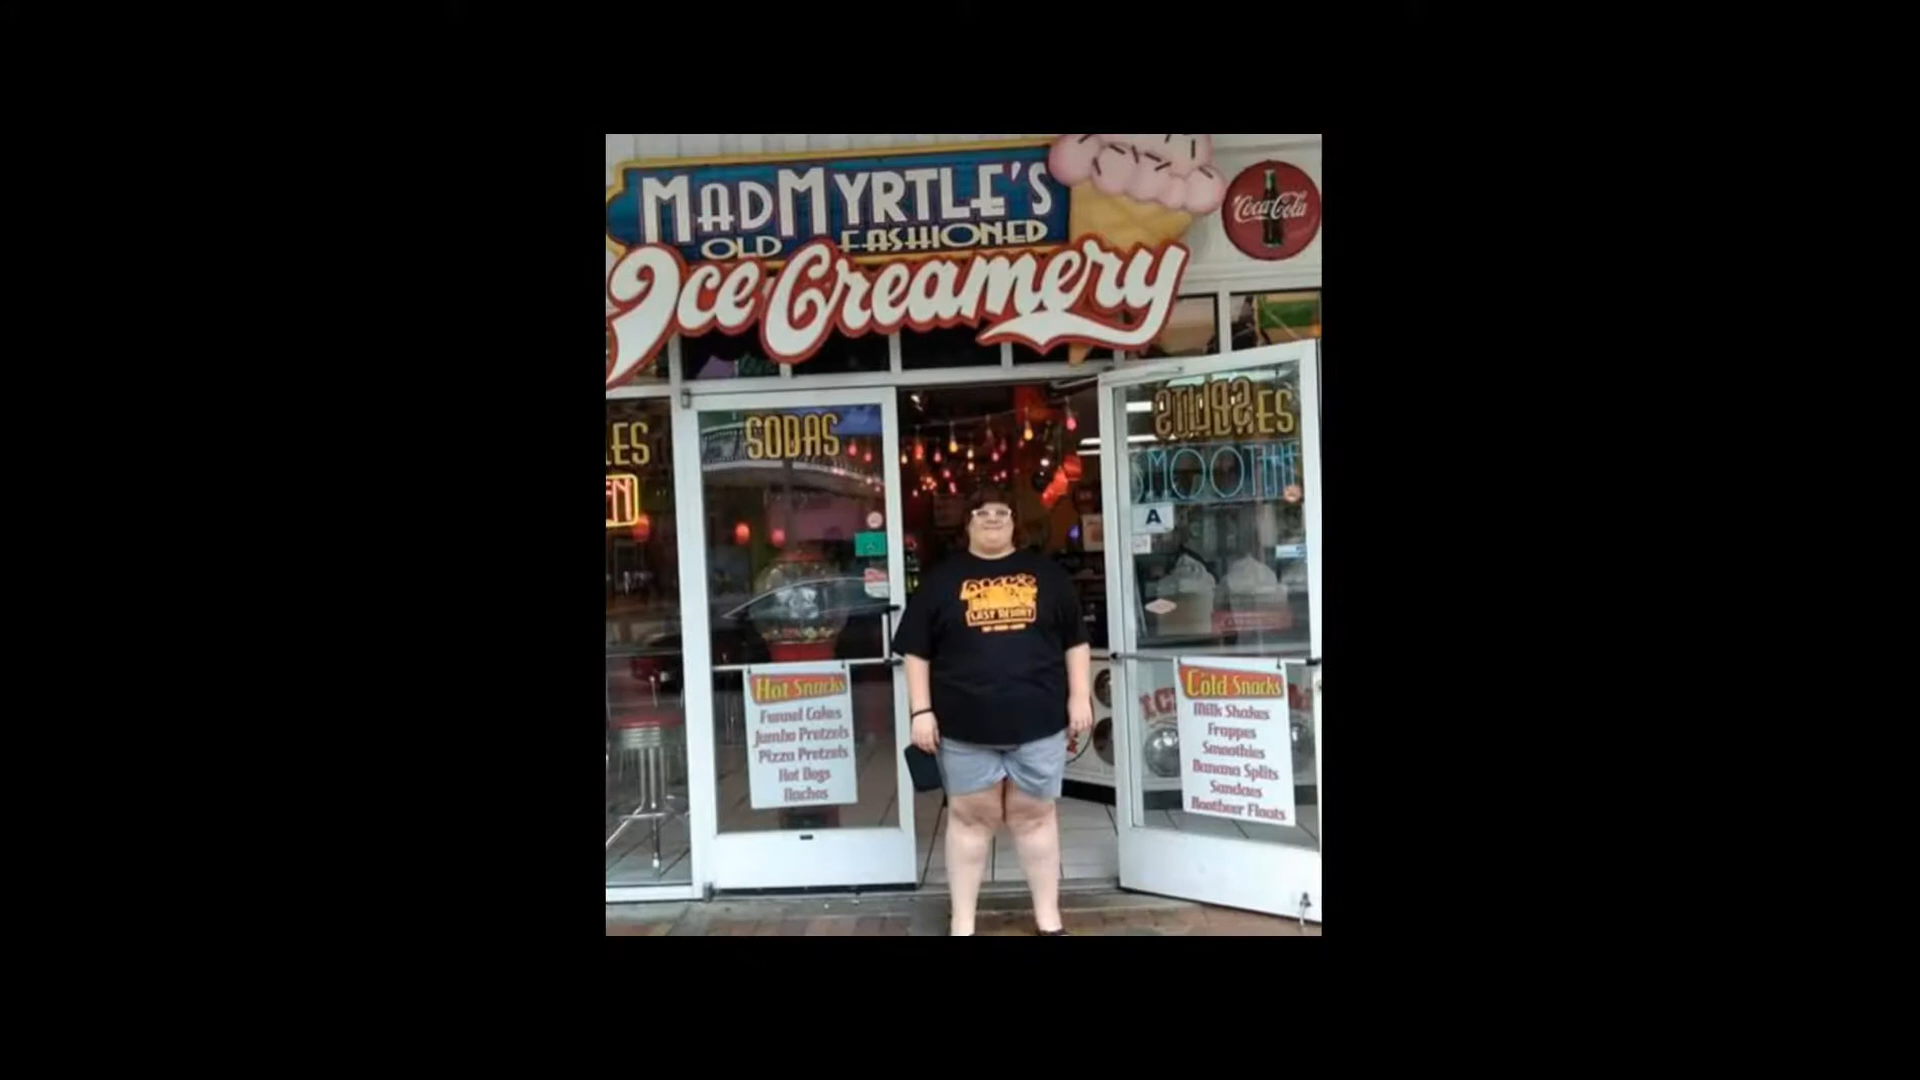 MADMYRTLE'S
OLD FASHIONED
Ice Creamery
Coca-Cola
SODAS
SMOOTHIE
A
LAST RESORT
Hot Snacks
Funnel Cakes
Jumbo Pretzels
Pizza Pretzels
Hot Dogs
Nachos
Cold Snacks
Milk Shakes
Frappes
Smoothies
Banana Splits
Sundaes
Rootbeer Floats